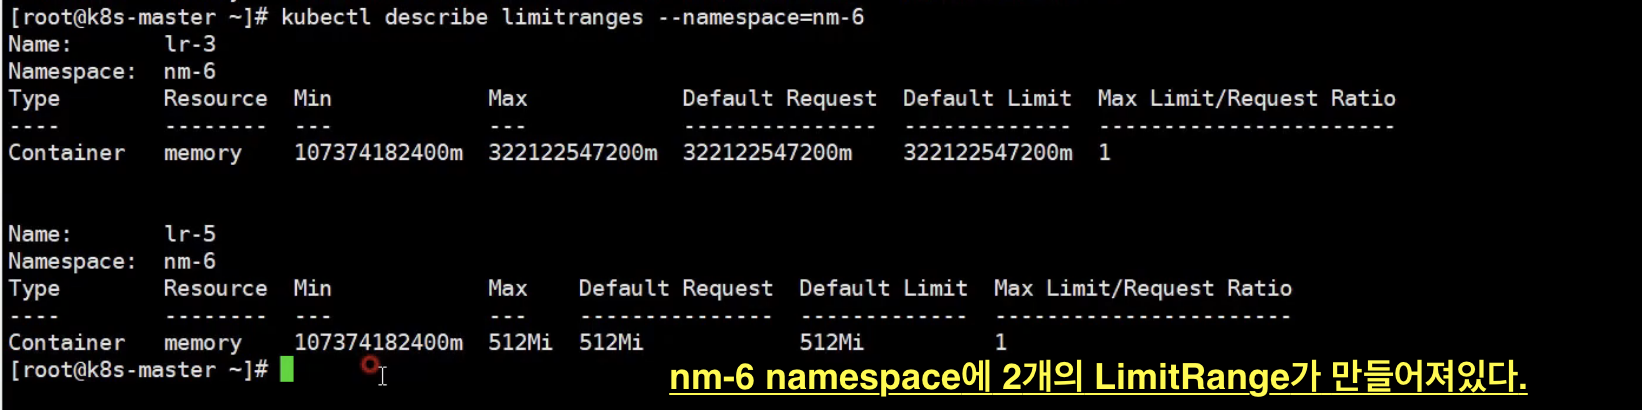 [root@k8s-master ~]# kubectl describe limitranges --namespace=nm-6
Name:       lr-3
Namespace:  nm-6
Type        Resource  Min            Max            Default Request  Default Limit  Max Limit/Request Ratio
----        --------  ---            ---            ---------------  -------------  -----------------------
Container   memory    107374182400m  322122547200m  322122547200m    322122547200m  1
Name:       lr-5
Namespace:  nm-6
Type        Resource  Min            Max    Default Request  Default Limit  Max Limit/Request Ratio
----        --------  ---            ---    ---------------  -------------  -----------------------
Container   memory    107374182400m  512Mi  512Mi            512Mi          1
[root@k8s-master ~]#
nm-6 namespace에 2개의 LimitRange가 만들어져있다.